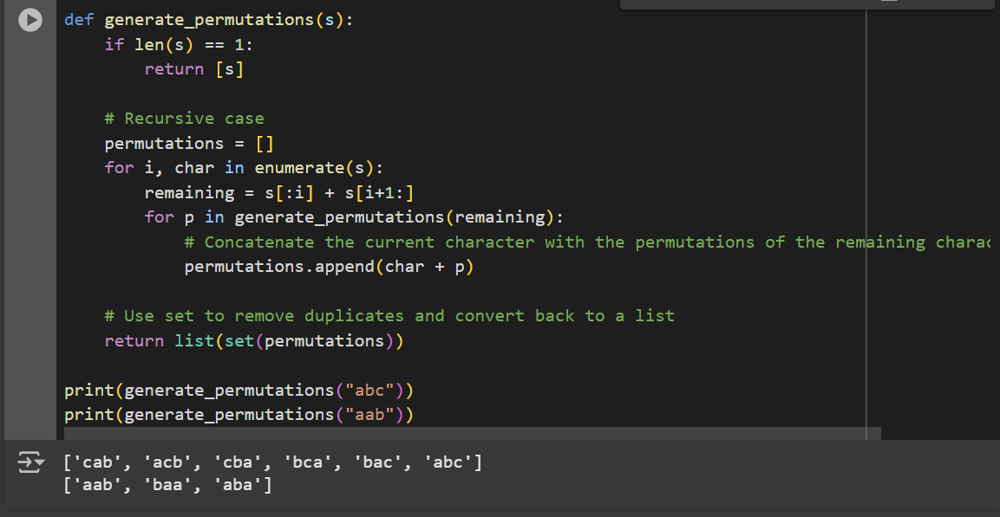 def generate_permutations(s):
    if len(s) == 1:
        return [s]
    # Recursive case
    permutations = []
    for i, char in enumerate(s):
        remaining = s[:i] + s[i+1:]
        for p in generate_permutations(remaining):
            # Concatenate the current character with the permutations of the remaining charac
            permutations.append(char + p)
    # Use set to remove duplicates and convert back to a list
    return list(set(permutations))
print(generate_permutations("abc"))
print(generate_permutations("aab"))
['cab', 'acb', 'cba', 'bca', 'bac', 'abc']
['aab', 'baa', 'aba']